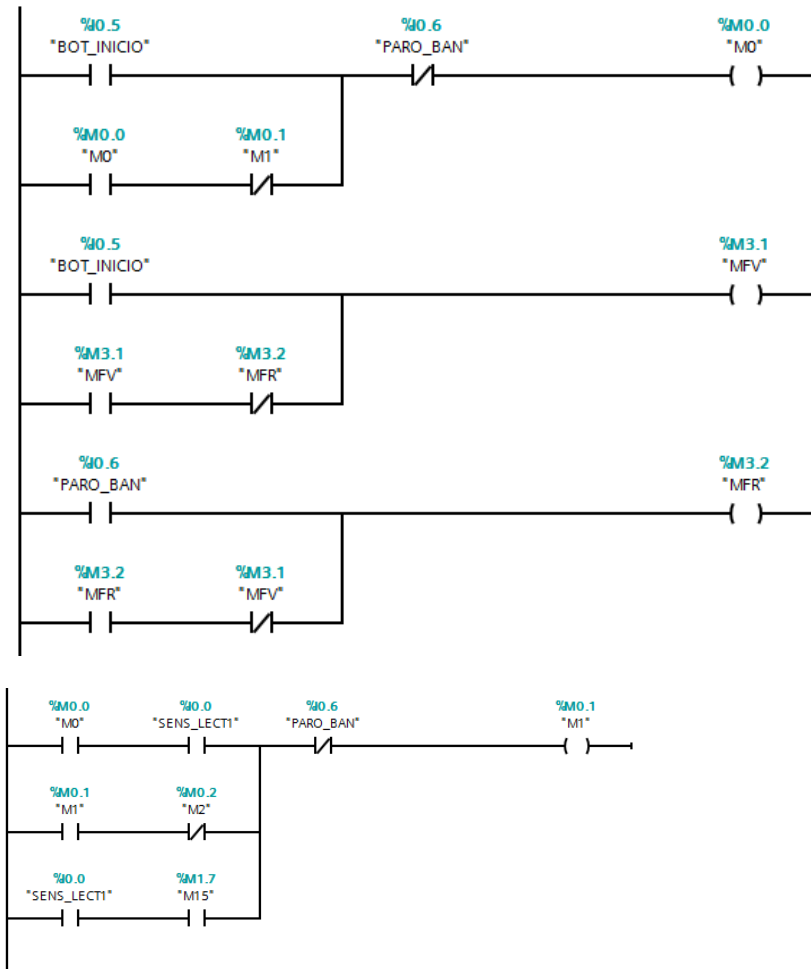 %I0.5 %I0.6 %M0.0
"BOT_INICIO" "PARO_BAN" "M0"
%M0.0 %M0.1
"M0" "M1"
%I0.5 %M3.1
"BOT_INICIO" "MFV"
%M3.1 %M3.2
"MFV" "MFR"
%I0.6 %M3.2
"PARO_BAN" "MFR"
%M3.2 %M3.1
"MFR" "MFV"
%M0.0 %I0.0 %I0.6 %M0.1
"M0" "SENS_LECT1" "PARO_BAN" "M1"
%M0.1 %M0.2
"M1" "M2"
%I0.0 %M1.7
"SENS_LECT1" "M15"